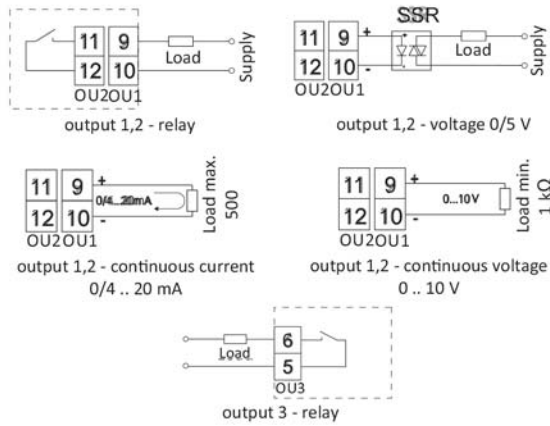 11 9
12 10
OU2 OU1
Load
Supply
output 1,2 - relay
SSR
11 9 +
12 10 -
OU2 OU1
Load
Supply
output 1,2 - voltage 0/5 V
11 9 +
12 10 -
OU2 OU1
0/4...20mA
Load max.
500
output 1,2 - continuous current
0/4 .. 20 mA
11 9 +
12 10 -
OU2 OU1
0...10V
Load min.
1 kΩ
output 1,2 - continuous voltage
0 .. 10 V
Load
6
5
OU3
output 3 - relay